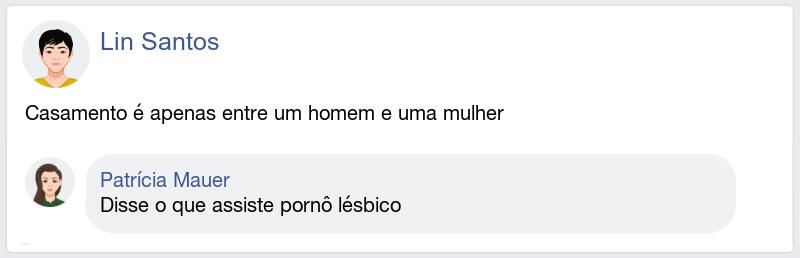 Lin Santos
Casamento é apenas entre um homem e uma mulher
Patrícia Mauer
Disse o que assiste pornô lésbico